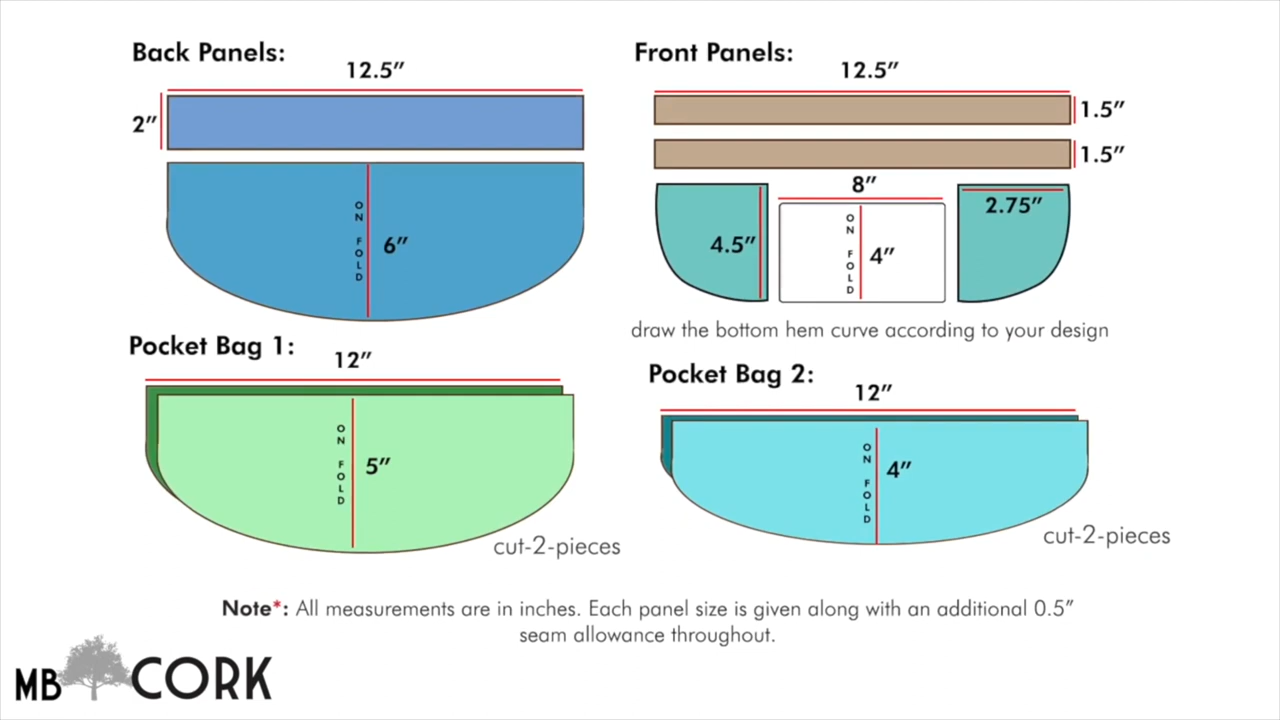 Back Panels:
12.5”
2”
ON FOLD
6”
Front Panels:
12.5”
1.5”
1.5”
8”
4.5”
ON FOLD
4”
2.75”
draw the bottom hem curve according to your design
Pocket Bag 1:
12”
ON FOLD
5”
cut-2-pieces
Pocket Bag 2:
12”
ON FOLD
4”
cut-2-pieces
Note*: All measurements are in inches. Each panel size is given along with an additional 0.5”
seam allowance throughout.
MB CORK